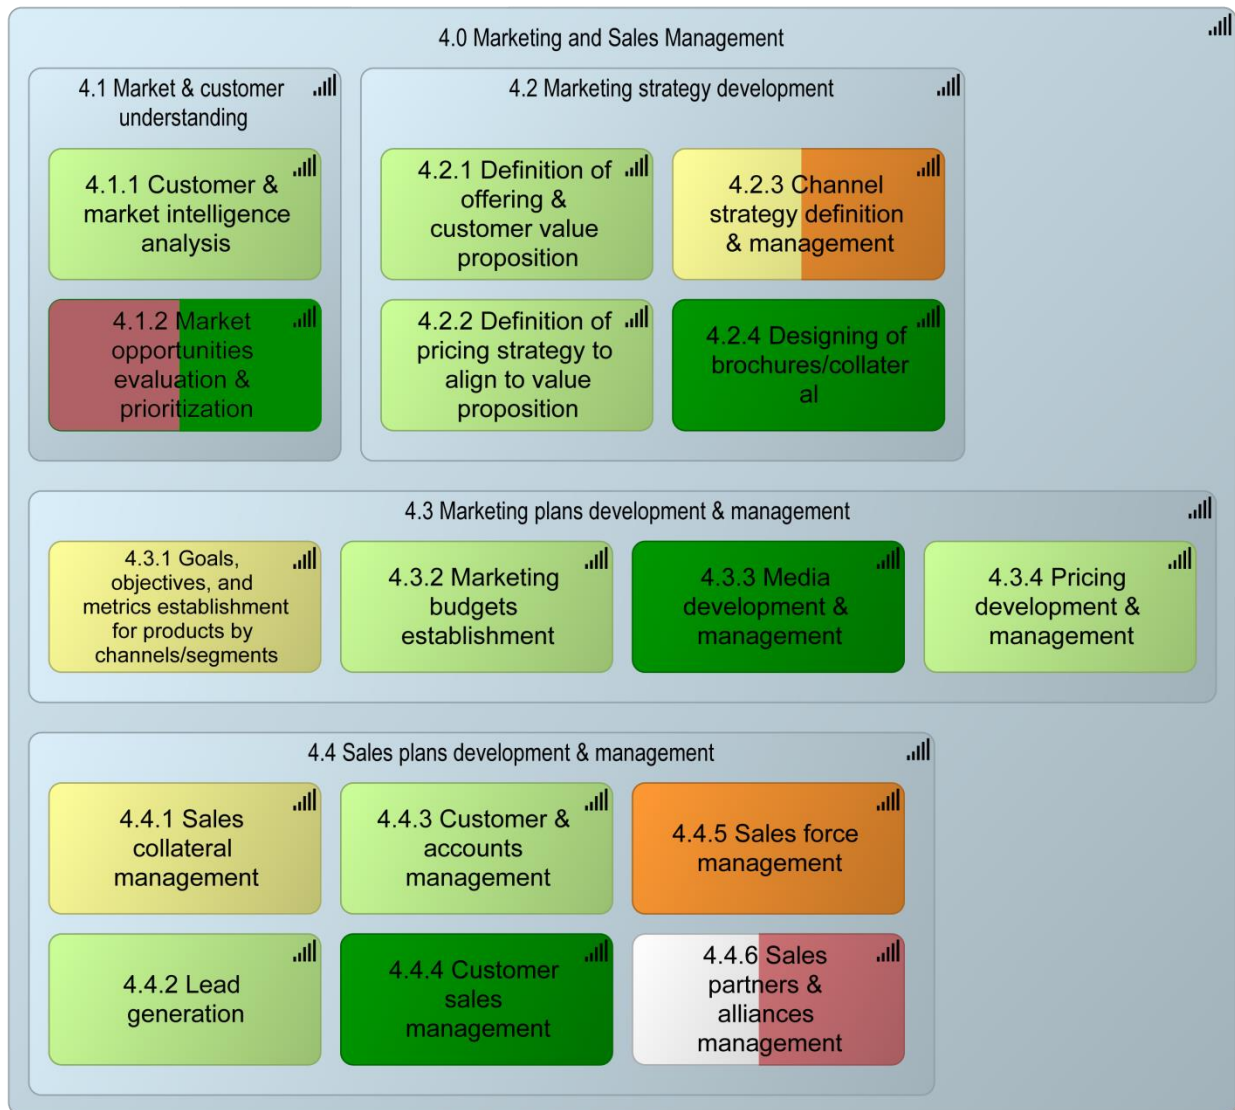 4.0 Marketing and Sales Management
4.1 Market & customer
understanding
4.1.1 Customer &
market intelligence
analysis
4.1.2 Market
opportunities
evaluation &
prioritization
4.2 Marketing strategy development
4.2.1 Definition of
offering &
customer value
proposition
4.2.3 Channel
strategy definition
& management
4.2.2 Definition of
pricing strategy to
align to value
proposition
4.2.4 Designing of
brochures/collater
al
4.3 Marketing plans development & management
4.3.1 Goals,
objectives, and
metrics establishment
for products by
channels/segments
4.3.2 Marketing
budgets
establishment
4.3.3 Media
development &
management
4.3.4 Pricing
development &
management
4.4 Sales plans development & management
4.4.1 Sales
collateral
management
4.4.3 Customer &
accounts
management
4.4.5 Sales force
management
4.4.2 Lead
generation
4.4.4 Customer
sales
management
4.4.6 Sales
partners &
alliances
management